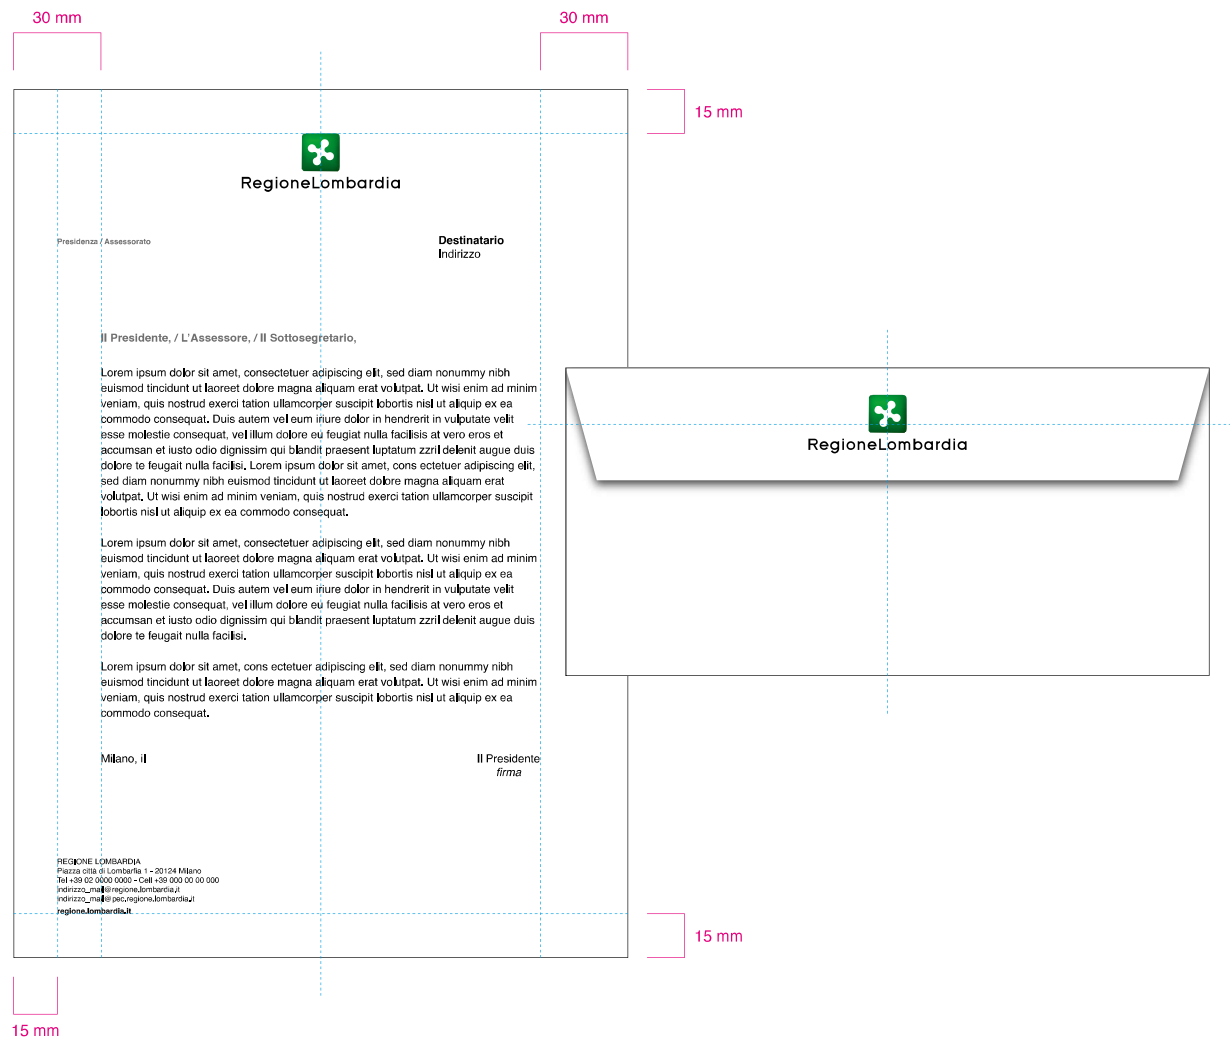 30 mm
30 mm
15 mm
RegioneLombardia
Presidenza / Assessorato
Destinatario
Indirizzo
Il Presidente, / L'Assessore, / Il Sottosegretario,
Lorem ipsum dolor sit amet, consectetuer adipiscing elit, sed diam nonummy nibh
euismod tincidunt ut laoreet dolore magna aliquam erat volutpat. Ut wisi enim ad minim
veniam, quis nostrud exerci tation ullamcorper suscipit lobortis nisl ut aliquip ex ea
commodo consequat. Duis autem vel eum iriure dolor in hendrerit in vulputate velit
esse molestie consequat, vel illum dolore eu feugiat nulla facilisis at vero eros et
accumsan et iusto odio dignissim qui blandit praesent luptatum zzril delenit augue duis
dolore te feugait nulla facilisi. Lorem ipsum dolor sit amet, cons ectetuer adipiscing elit,
sed diam nonummy nibh euismod tincidunt ut laoreet dolore magna aliquam erat
volutpat. Ut wisi enim ad minim veniam, quis nostrud exerci tation ullamcorper suscipit
lobortis nisl ut aliquip ex ea commodo consequat.
Lorem ipsum dolor sit amet, consectetuer adipiscing elit, sed diam nonummy nibh
euismod tincidunt ut laoreet dolore magna aliquam erat volutpat. Ut wisi enim ad minim
veniam, quis nostrud exerci tation ullamcorper suscipit lobortis nisl ut aliquip ex ea
commodo consequat. Duis autem vel eum iriure dolor in hendrerit in vulputate velit
esse molestie consequat, vel illum dolore eu feugiat nulla facilisis at vero eros et
accumsan et iusto odio dignissim qui blandit praesent luptatum zzril delenit augue duis
dolore te feugait nulla facilisi.
Lorem ipsum dolor sit amet, cons ectetuer adipiscing elit, sed diam nonummy nibh
euismod tincidunt ut laoreet dolore magna aliquam erat volutpat. Ut wisi enim ad minim
veniam, quis nostrud exerci tation ullamcorper suscipit lobortis nisl ut aliquip ex ea
commodo consequat.
Milano, il
Il Presidente
firma
REGIONE LOMBARDIA
Piazza città di Lombarfia 1 - 20124 Milano
Tel +39 02 0000 0000 - Cell +39 000 00 00 000
indirizzo_mail@regione.lombardia.it
indirizzo_mail@pec.regione.lombardia.it
regione.lombardia.it
15 mm
15 mm
RegioneLombardia